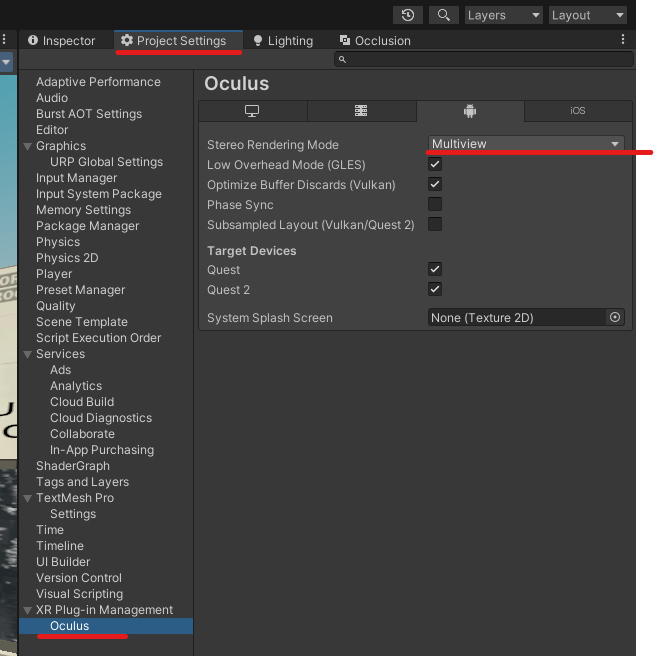 Layers
Layout
Inspector
Project Settings
Lighting
Occlusion
Adaptive Performance
Audio
Burst AOT Settings
Editor
Graphics
URP Global Settings
Input Manager
Input System Package
Memory Settings
Package Manager
Physics
Physics 2D
Player
Preset Manager
Quality
Scene Template
Script Execution Order
Services
Ads
Analytics
Cloud Build
Cloud Diagnostics
Collaborate
In-App Purchasing
ShaderGraph
Tags and Layers
TextMesh Pro
Settings
Time
Timeline
UI Builder
Version Control
Visual Scripting
XR Plug-in Management
Oculus
Oculus
iOS
Stereo Rendering Mode
Multiview
Low Overhead Mode (GLES)
Optimize Buffer Discards (Vulkan)
Phase Sync
Subsampled Layout (Vulkan/Quest 2)
Target Devices
Quest
Quest 2
System Splash Screen
None (Texture 2D)